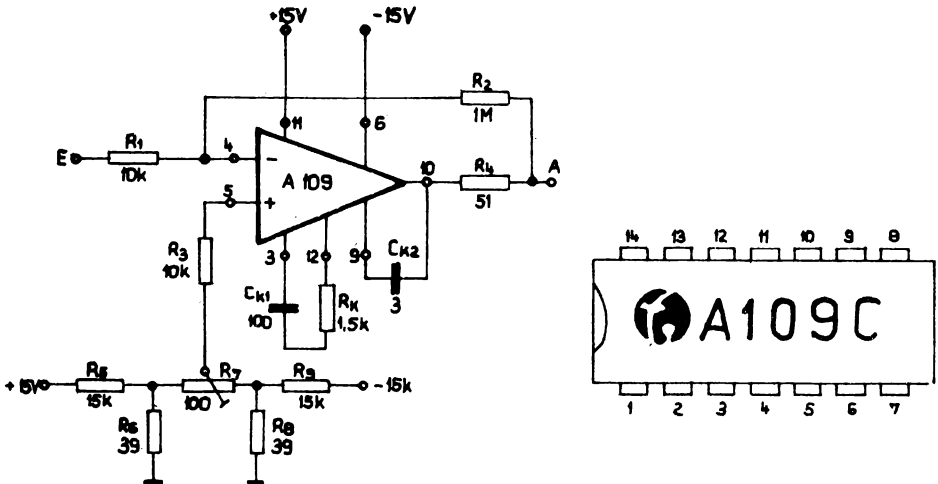 +15V
-15V
R2
1M
11
6
R1
10k
E
4
-
A 109
5
+
10
R4
51
A
R3
10k
3
12
9
CK2
3
CK1
100
RK
1,5k
+15V
R5
15k
R7
100
R9
15k
-15k
R6
39
R8
39
14 13 12 11 10 9 8
A109C
1 2 3 4 5 6 7